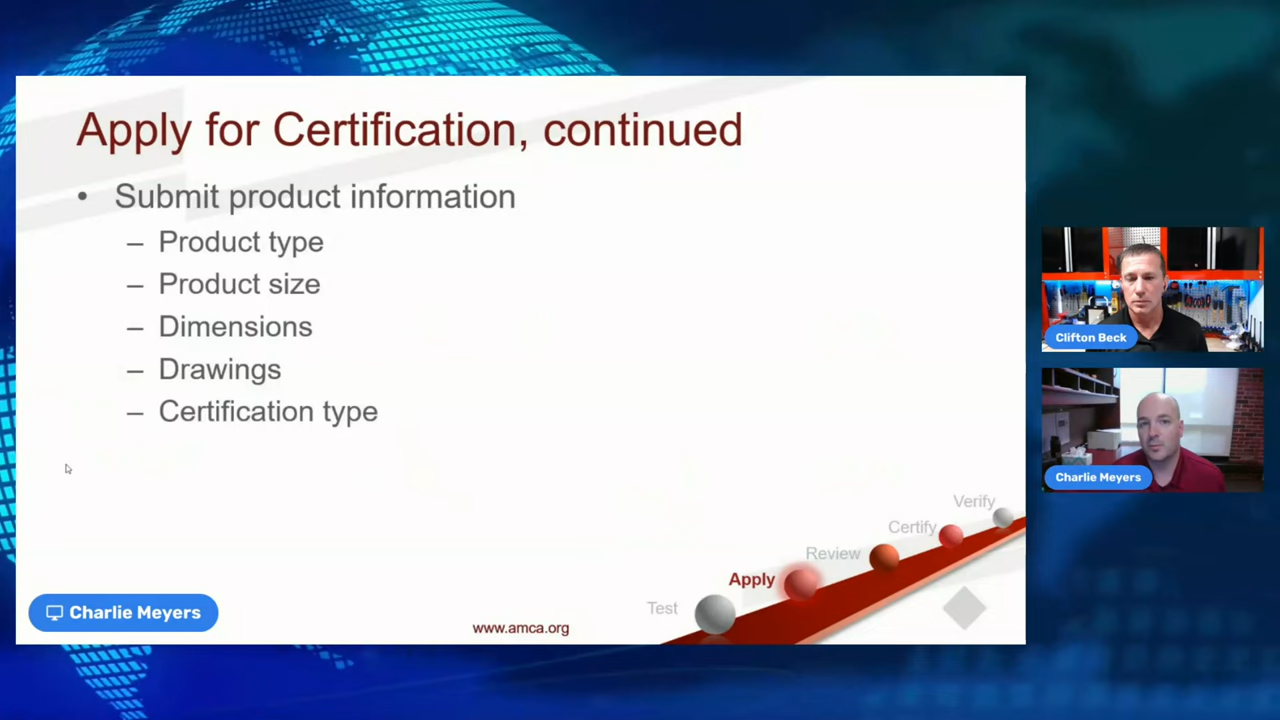 Apply for Certification, continued
• Submit product information
– Product type
– Product size
– Dimensions
– Drawings
– Certification type
Verify
Certify
Review
Apply
Test
www.amca.org
Charlie Meyers
Clifton Beck
Charlie Meyers